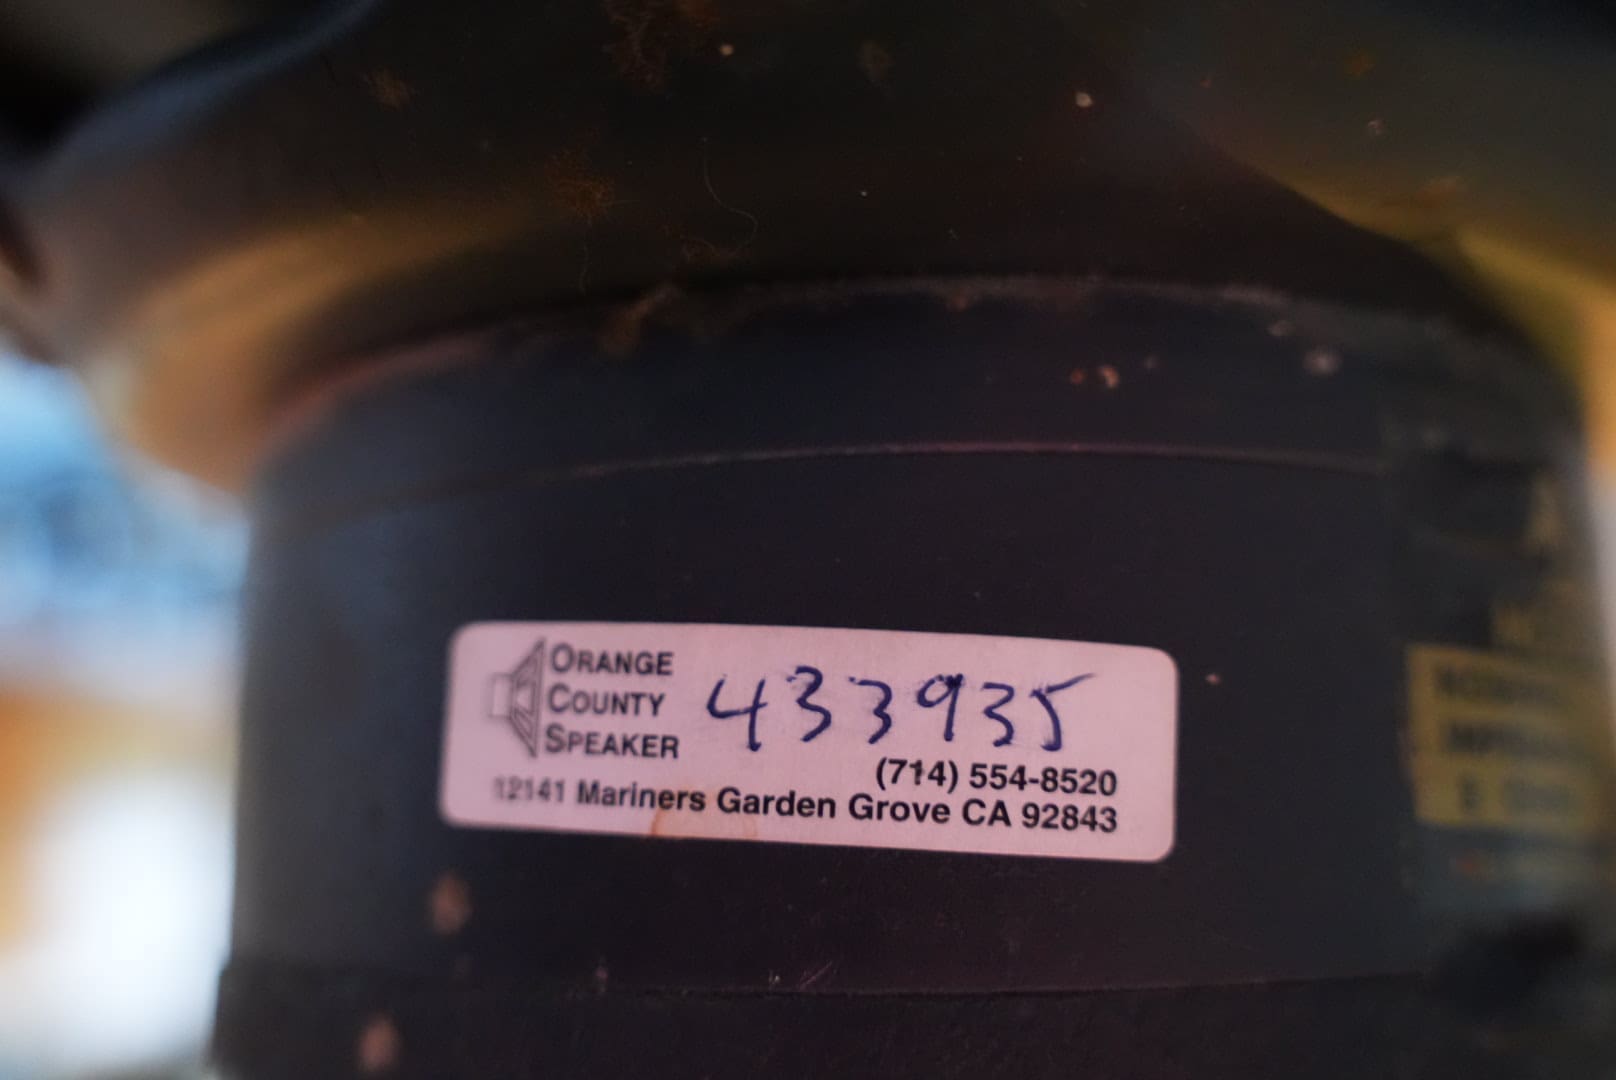 ORANGE
COUNTY
SPEAKER
433935
(714) 554-8520
12141 Mariners Garden Grove CA 92843